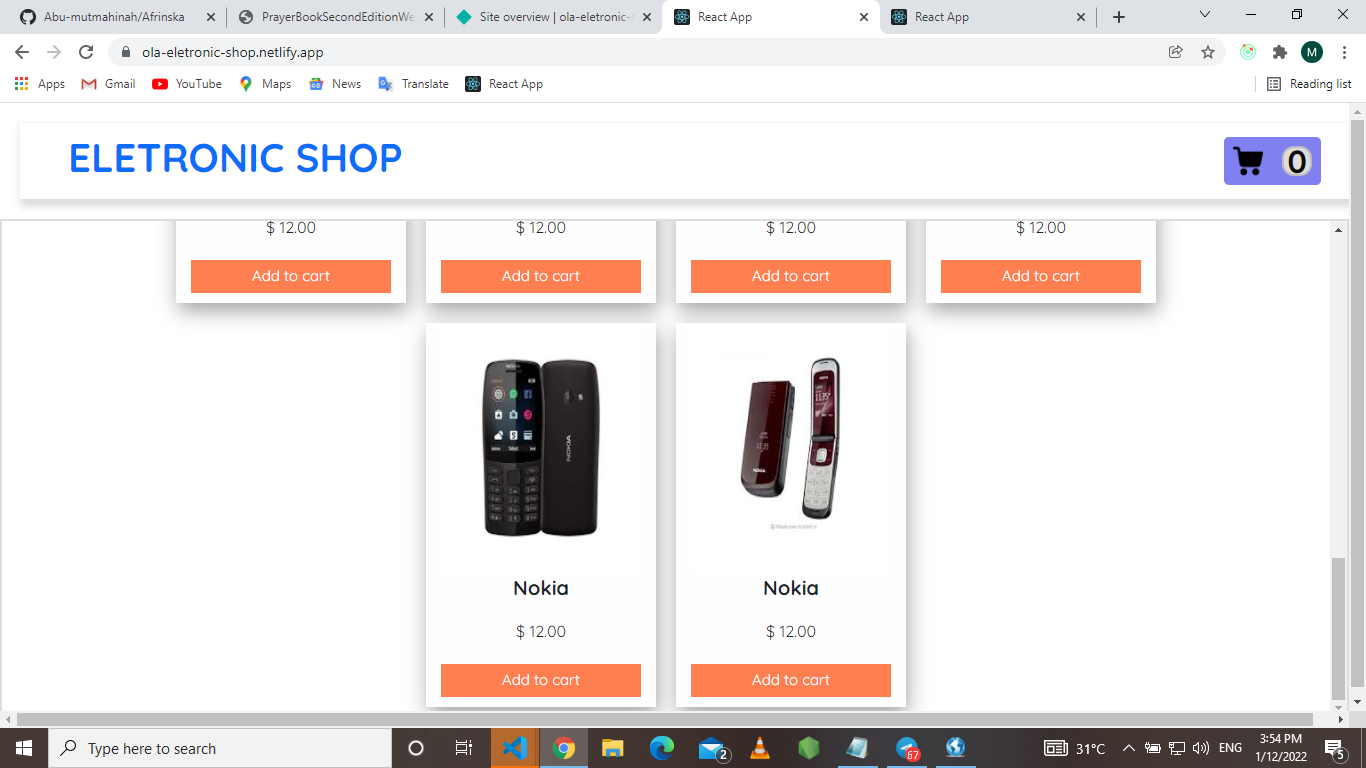 Abu-mutmahinah/Afrinska
PrayerBookSecondEditionWe
Site overview | ola-eletronic-s
React App
React App
ola-eletronic-shop.netlify.app
M
Apps
Gmail
YouTube
Maps
News
Translate
React App
Reading list
ELETRONIC SHOP
0
$ 12.00
$ 12.00
$ 12.00
$ 12.00
Add to cart
Add to cart
Add to cart
Add to cart
NOKIA
NOKIA
Nokia
Nokia
$ 12.00
$ 12.00
Add to cart
Add to cart
Type here to search
2
67
31°C
ENG
3:54 PM
1/12/2022
5